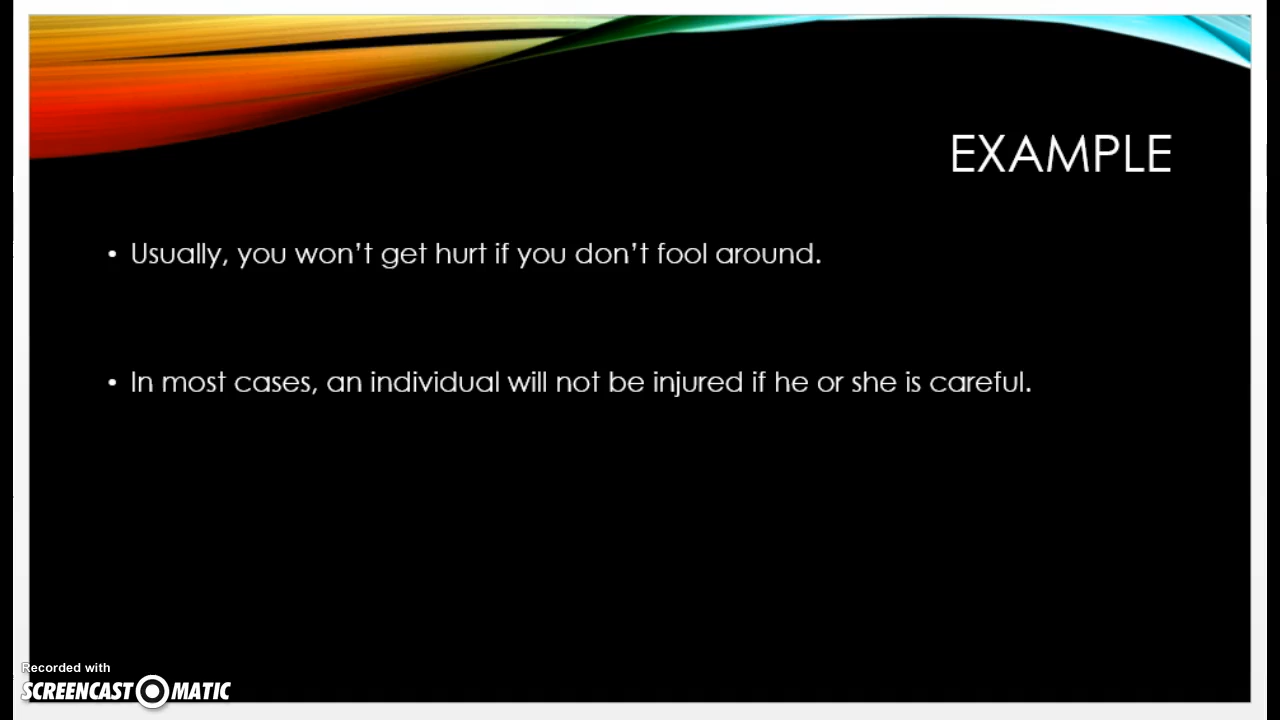 EXAMPLE
• Usually, you won’t get hurt if you don’t fool around.
• In most cases, an individual will not be injured if he or she is careful.
Recorded with
SCREENCAST MATIC